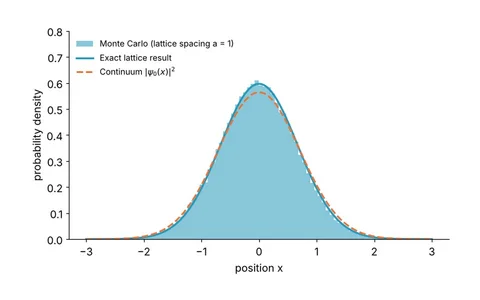 0.8
0.7
0.6
0.5
0.4
0.3
0.2
0.1
0.0
probability density
Monte Carlo (lattice spacing a = 1)
Exact lattice result
Continuum |ψ₀(x)|²
−3 −2 −1 0 1 2 3
position x